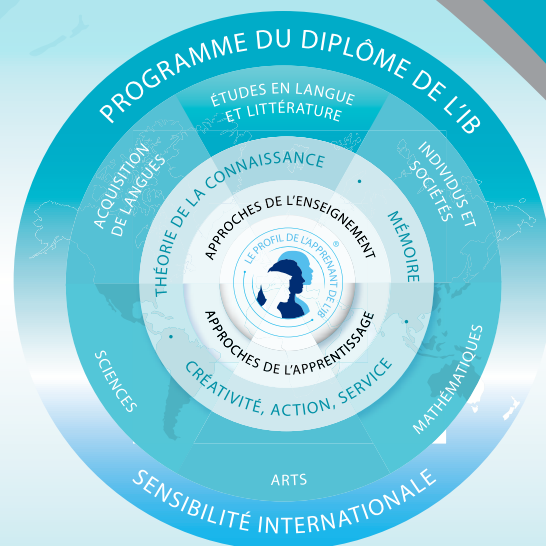 PROGRAMME DU DIPLÔME DE L'IB
ÉTUDES EN LANGUE
ET LITTÉRATURE
ACQUISITION
DE LANGUES
INDIVIDUS ET
SOCIÉTÉS
THÉORIE DE LA CONNAISSANCE
MÉMOIRE
APPROCHES DE L'ENSEIGNEMENT
LE PROFIL DE L'APPRENANT DE L'IB
®
APPROCHES DE L'APPRENTISSAGE
CRÉATIVITÉ, ACTION, SERVICE
SCIENCES
MATHÉMATIQUES
ARTS
SENSIBILITÉ INTERNATIONALE